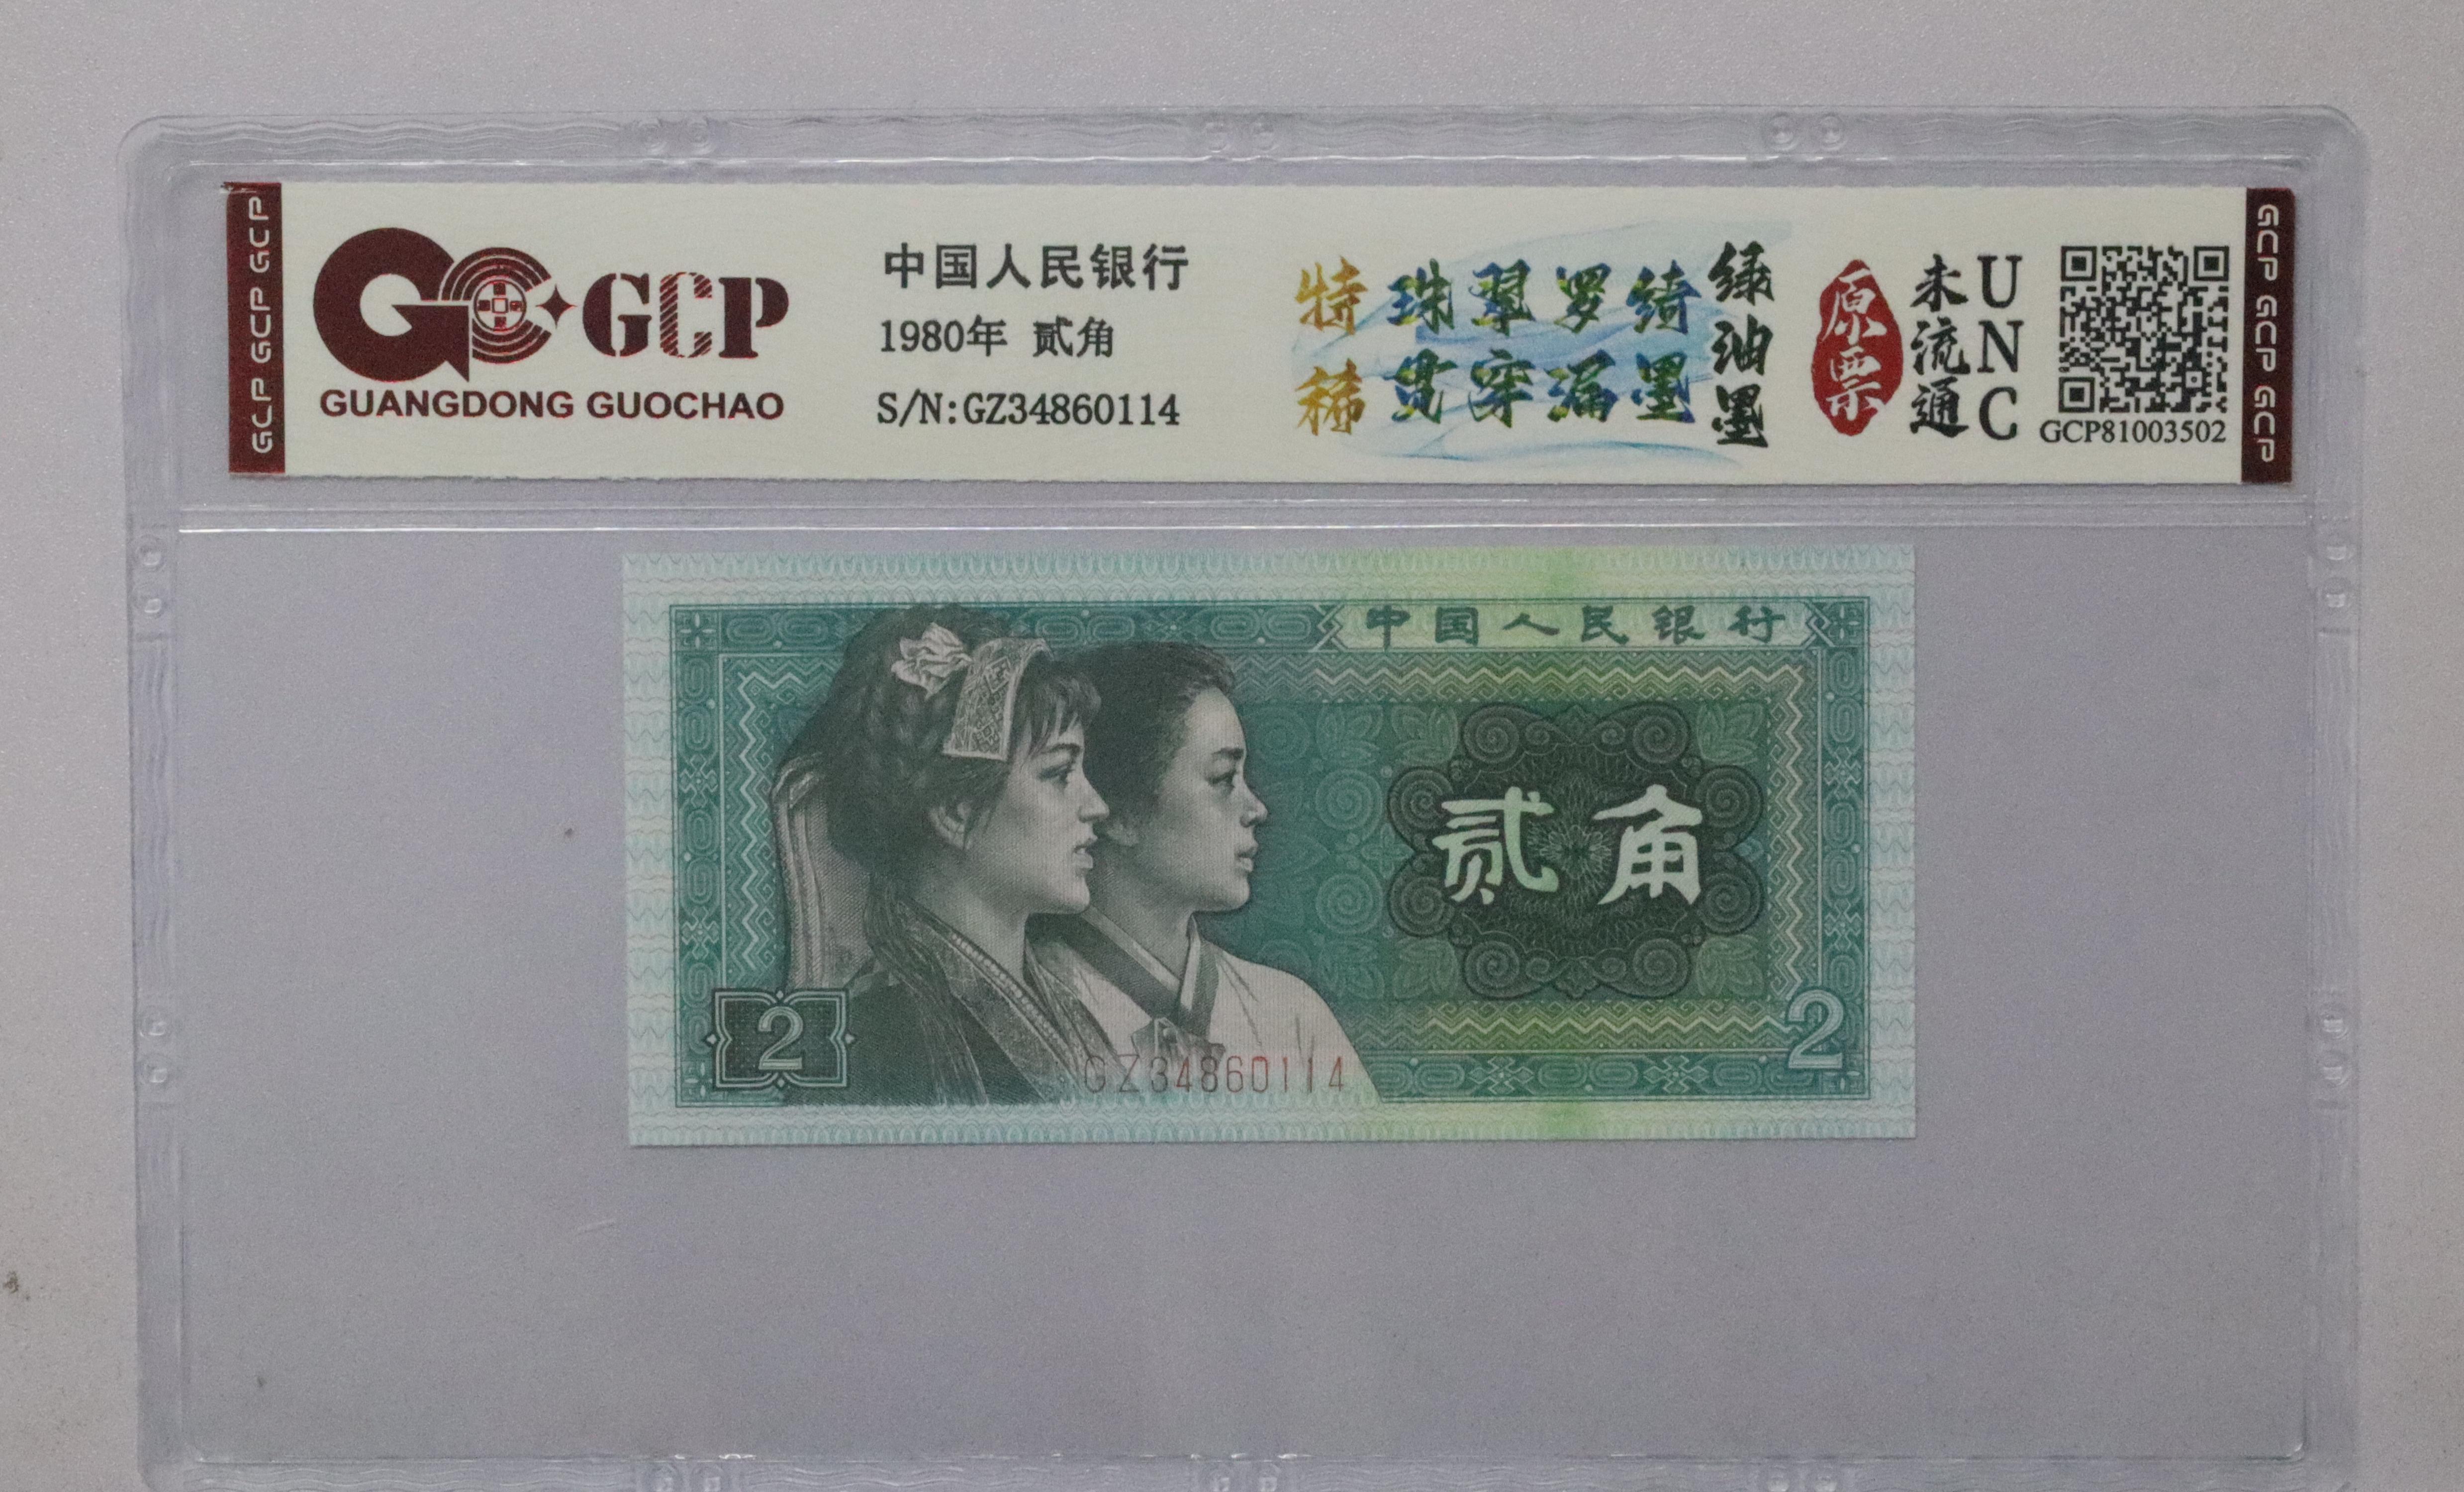 GCP GCP GCP
GCP
GUANGDONG GUOCHAO
中国人民银行
1980年 贰角
S/N:GZ34860114
特稀
珠翠罗绮
贯穿漏墨
绿油墨
原票
未流通
UNC
GCP81003502
GCP GCP GCP
中国人民银行
贰角
2
2
GZ34860114